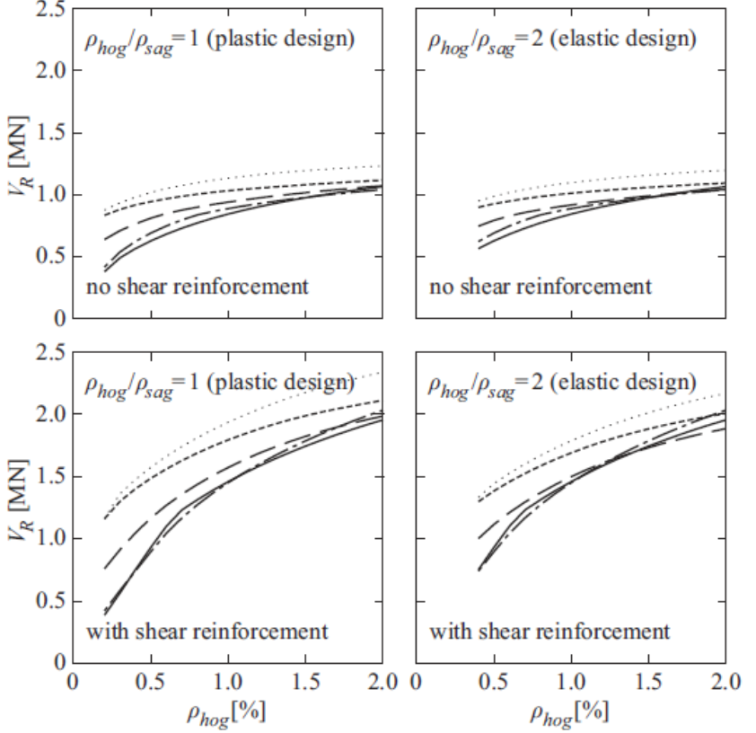 2.5
ρhog/ρsag=1 (plastic design)
2.0
1.5
VR [MN]
1.0
0.5
no shear reinforcement
0
ρhog/ρsag=2 (elastic design)
no shear reinforcement
2.5
ρhog/ρsag=1 (plastic design)
2.0
1.5
VR [MN]
1.0
0.5
with shear reinforcement
0
0 0.5 1.0 1.5 2.0
ρhog[%]
ρhog/ρsag=2 (elastic design)
with shear reinforcement
0 0.5 1.0 1.5 2.0
ρhog[%]